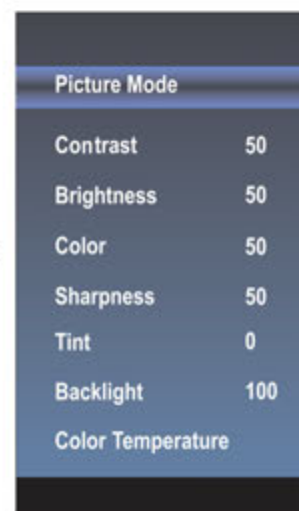 Picture Mode
Contrast 50
Brightness 50
Color 50
Sharpness 50
Tint 0
Backlight 100
Color Temperature